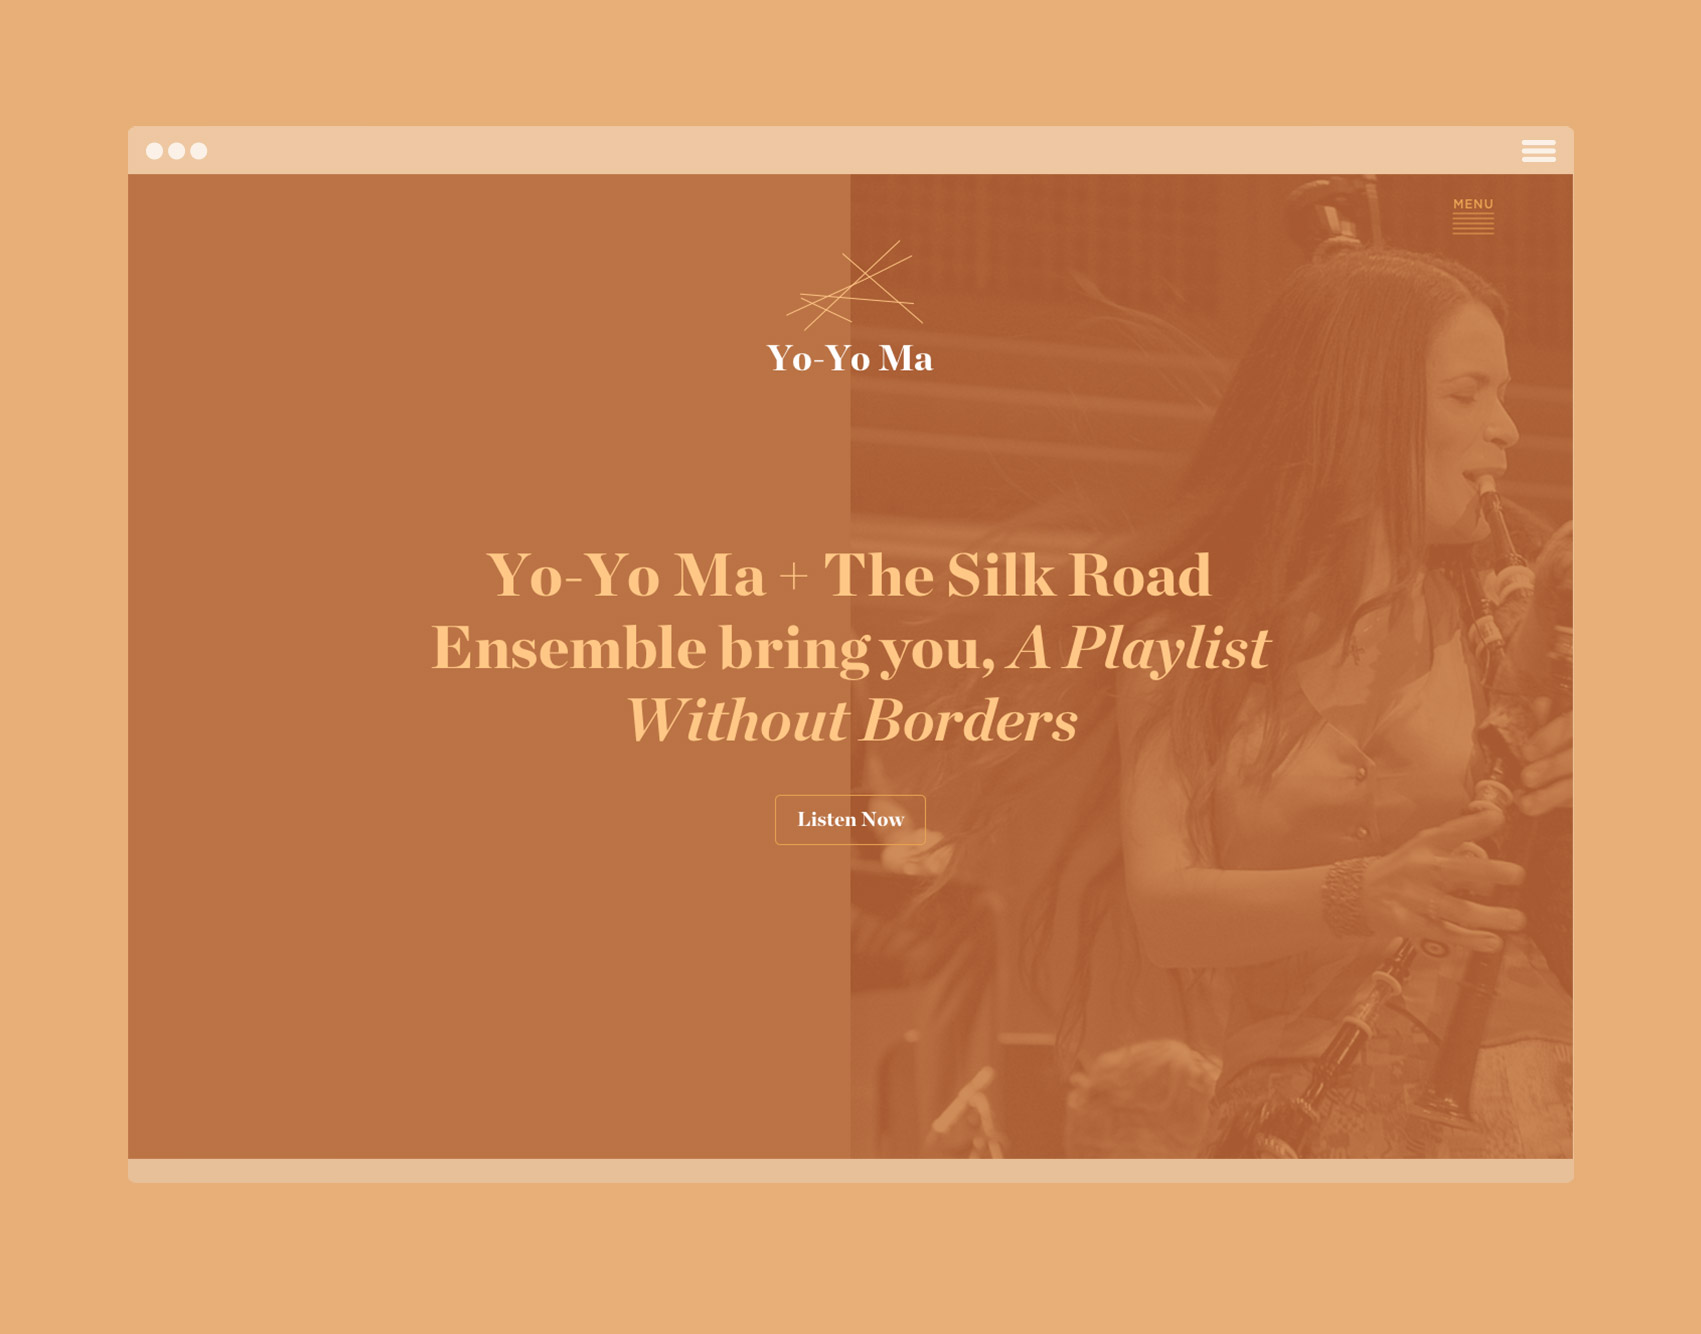 MENU
Yo-Yo Ma
Yo-Yo Ma + The Silk Road
Ensemble bring you, A Playlist
Without Borders
Listen Now